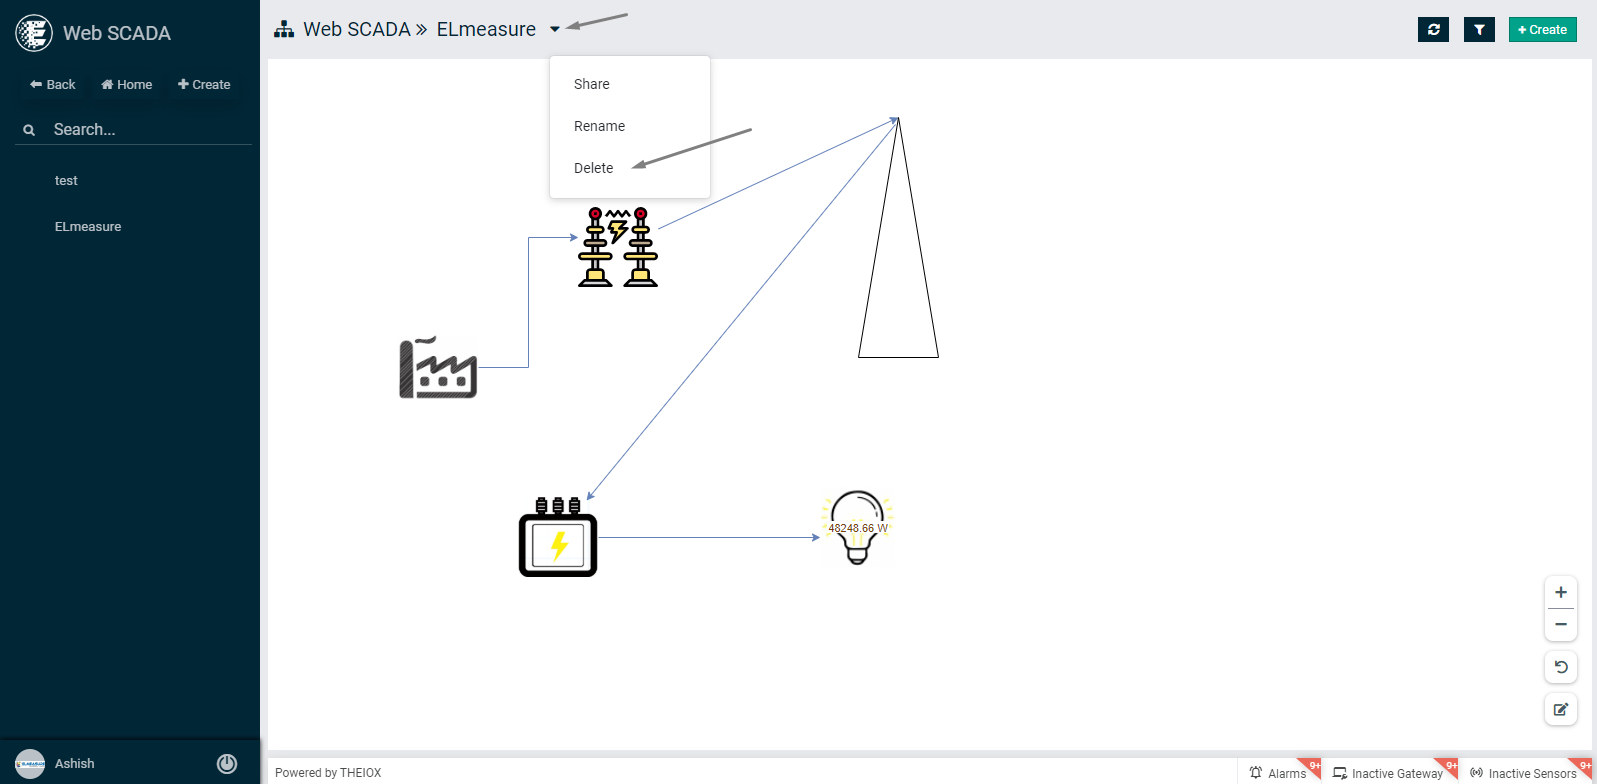 Web SCADA
Back
Home
Create
Search...
test
ELmeasure
Ashish
Web SCADA » ELmeasure
Create
Share
Rename
Delete
48248.66 W
Powered by THEIOX
Alarms 9+
Inactive Gateway 9+
Inactive Sensors 9+